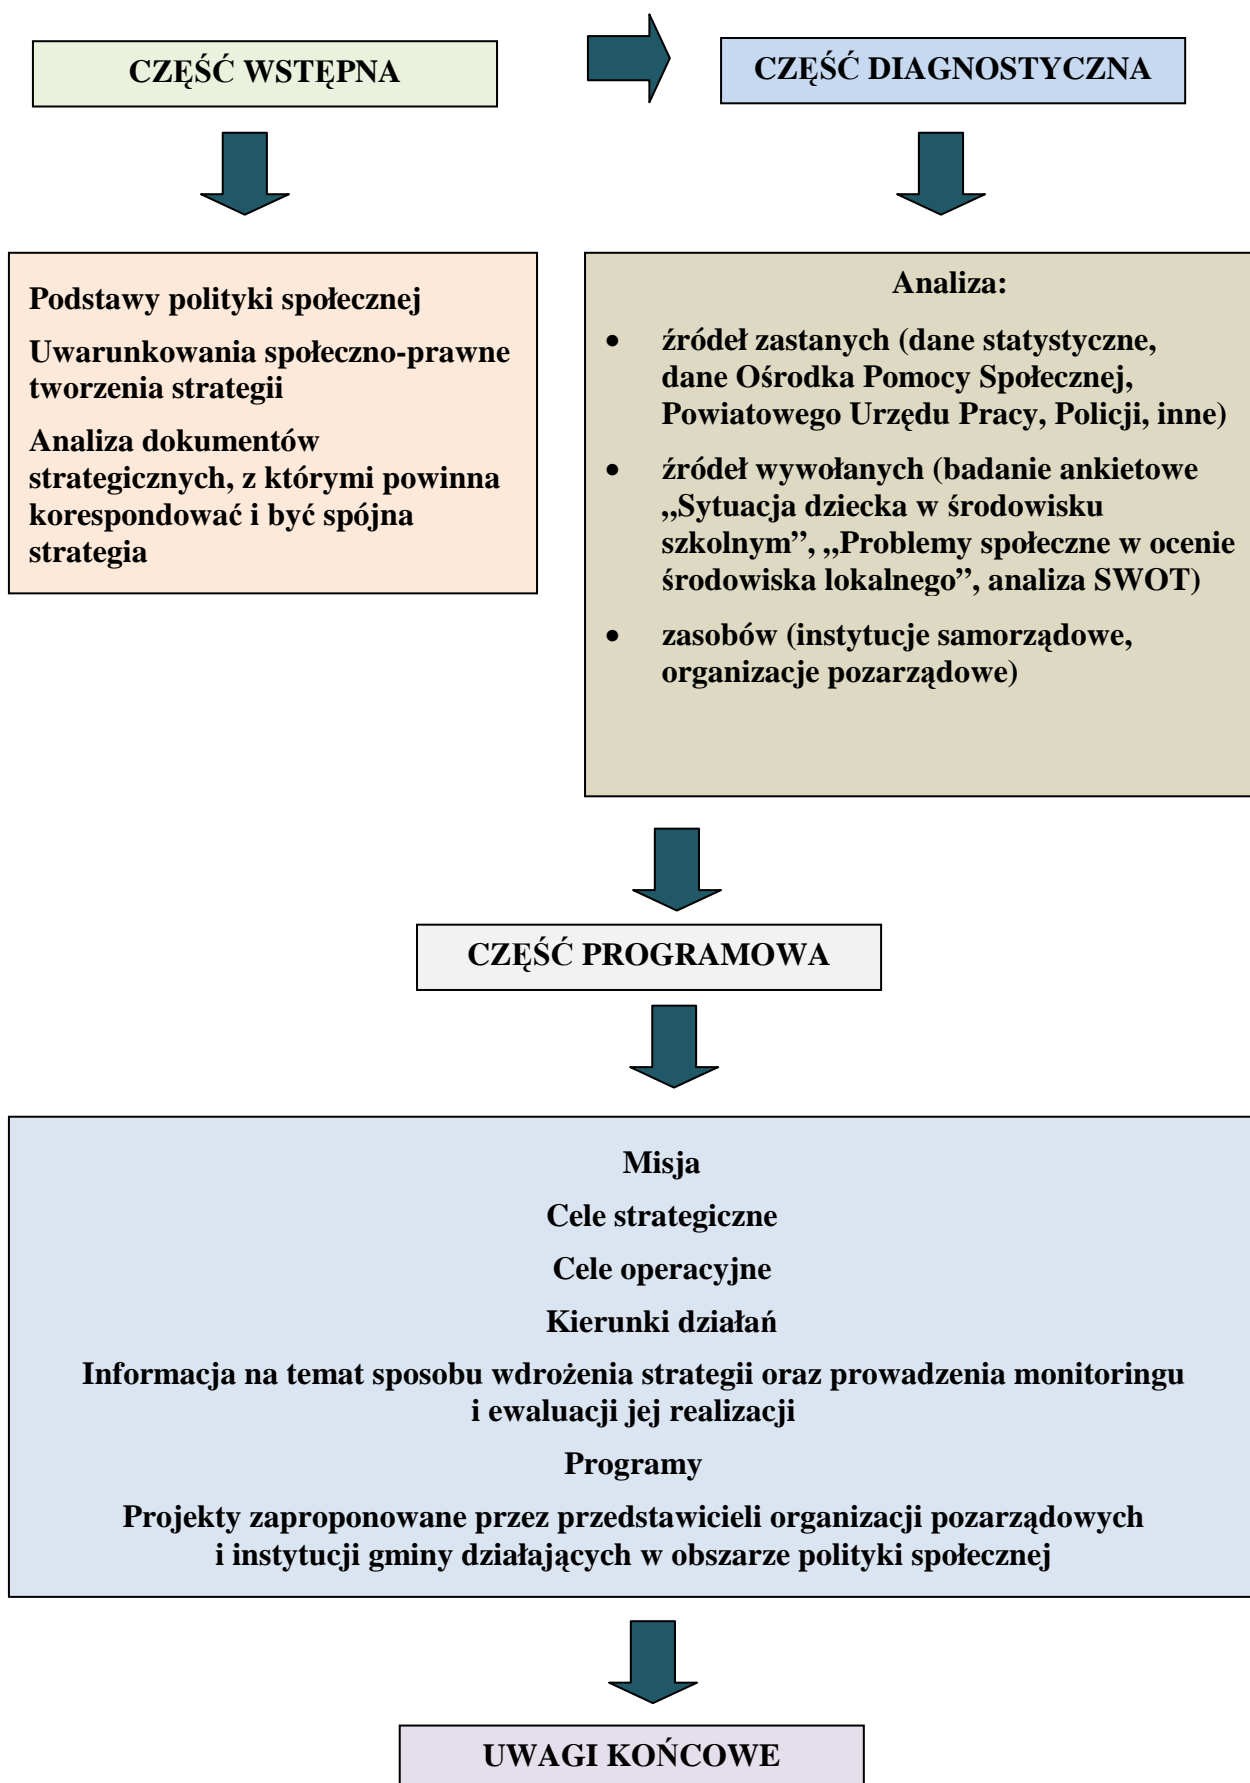 CZĘŚĆ WSTĘPNA
CZĘŚĆ DIAGNOSTYCZNA
Podstawy polityki społecznej
Uwarunkowania społeczno-prawne
tworzenia strategii
Analiza dokumentów
strategicznych, z którymi powinna
korespondować i być spójna
strategia
Analiza:
• źródeł zastanych (dane statystyczne,
dane Ośrodka Pomocy Społecznej,
Powiatowego Urzędu Pracy, Policji, inne)
• źródeł wywołanych (badanie ankietowe
„Sytuacja dziecka w środowisku
szkolnym”, „Problemy społeczne w ocenie
środowiska lokalnego”, analiza SWOT)
• zasobów (instytucje samorządowe,
organizacje pozarządowe)
CZĘŚĆ PROGRAMOWA
Misja
Cele strategiczne
Cele operacyjne
Kierunki działań
Informacja na temat sposobu wdrożenia strategii oraz prowadzenia monitoringu
i ewaluacji jej realizacji
Programy
Projekty zaproponowane przez przedstawicieli organizacji pozarządowych
i instytucji gminy działających w obszarze polityki społecznej
UWAGI KOŃCOWE